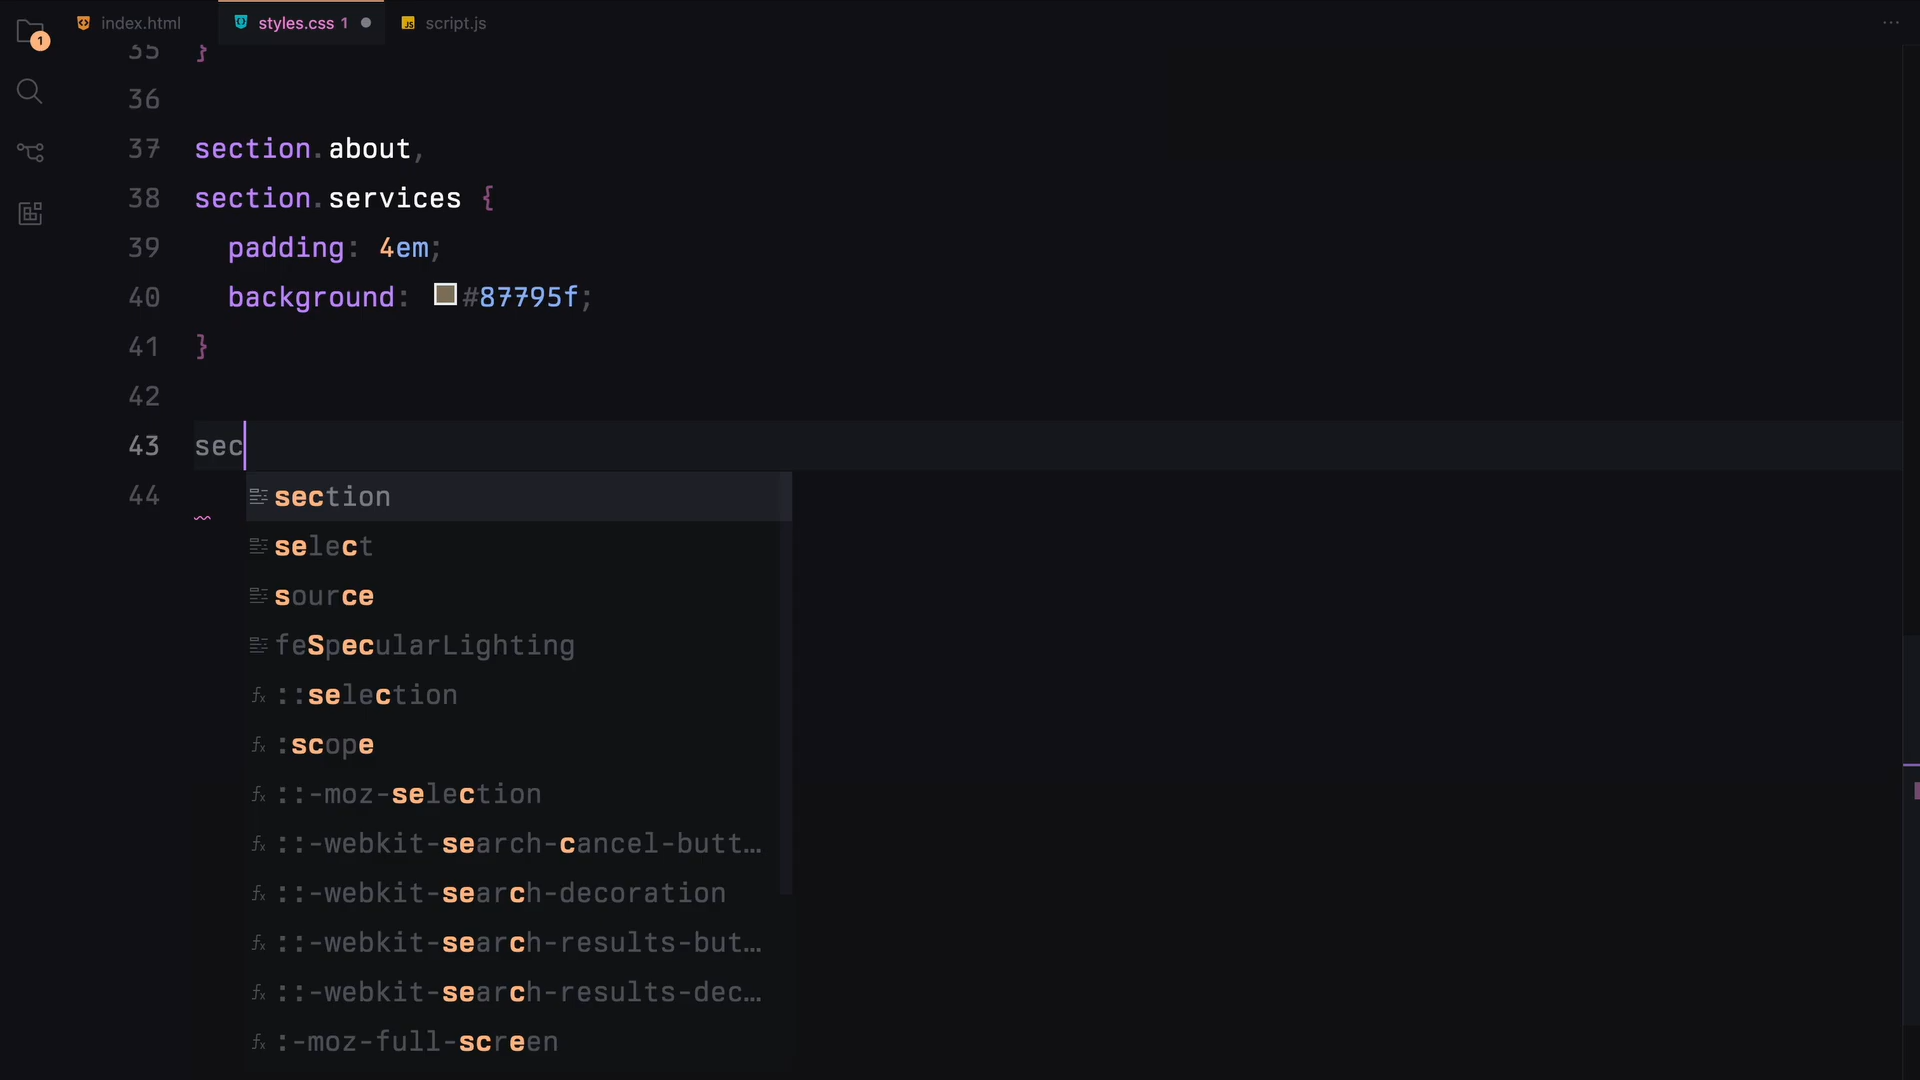 1
index.html
styles.css 1
script.js
35 }
36
37 section.about,
38 section.services {
39 padding: 4em;
40 background: #87795f;
41 }
42
43 sec
44
section
select
source
feSpecularLighting
::selection
:scope
::-moz-selection
::-webkit-search-cancel-butt…
::-webkit-search-decoration
::-webkit-search-results-but…
::-webkit-search-results-dec…
:-moz-full-screen